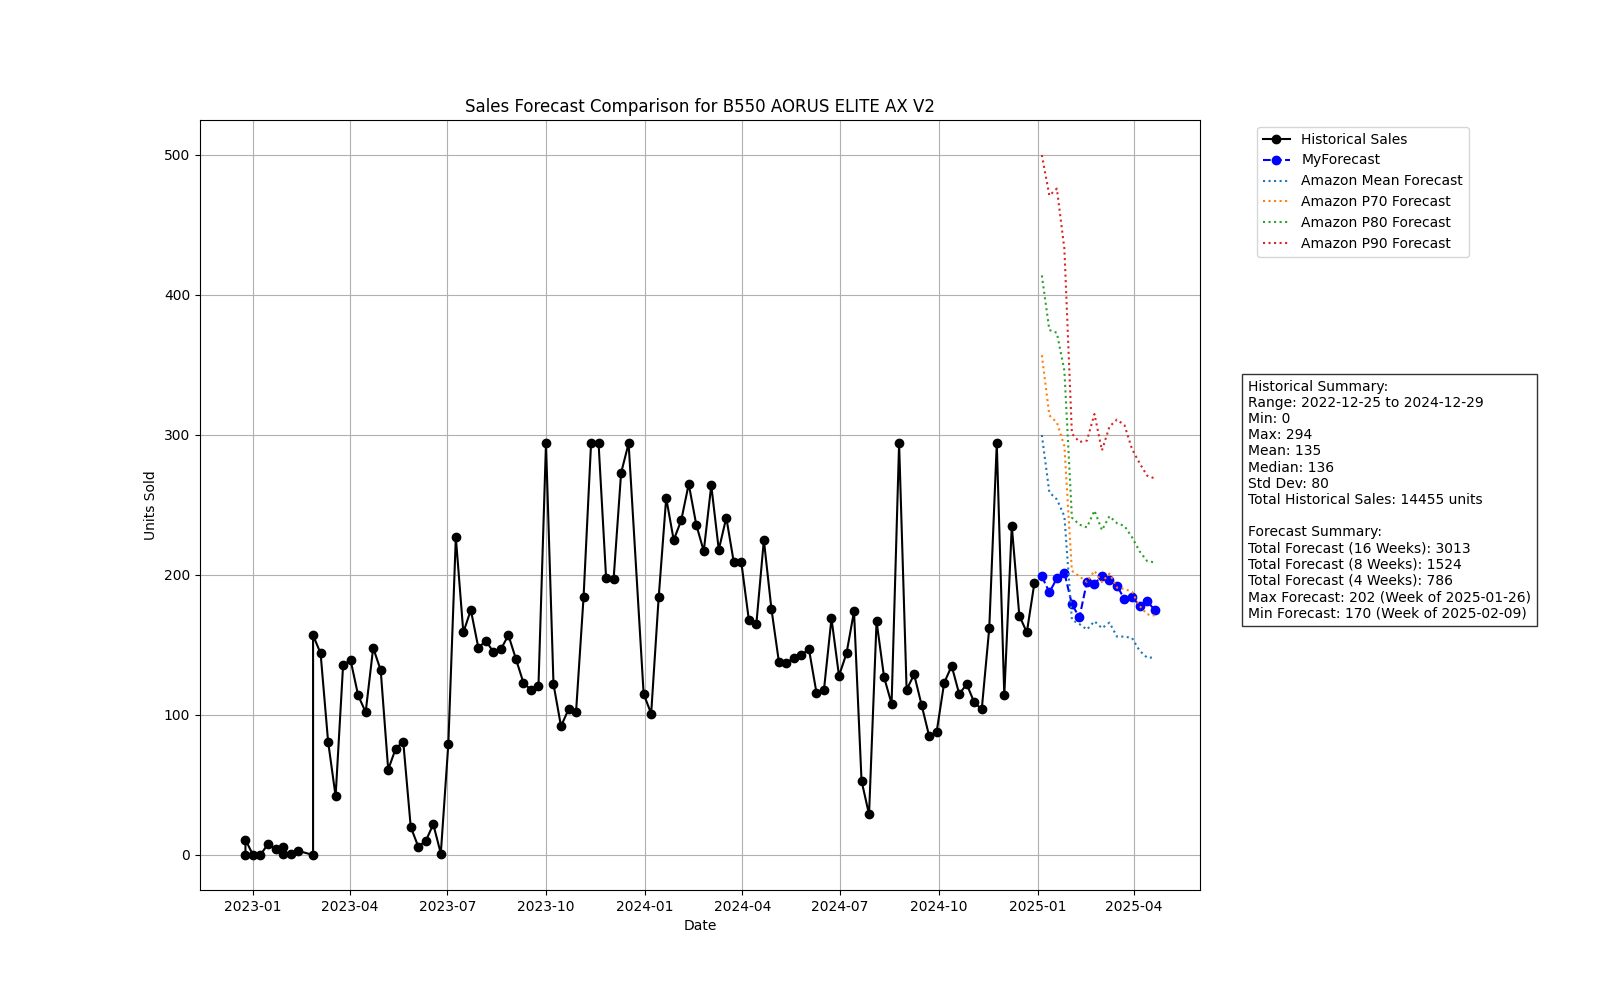 Sales Forecast Comparison for B550 AORUS ELITE AX V2
Units Sold
500
400
300
200
100
0
2023-01
2023-04
2023-07
2023-10
2024-01
2024-04
2024-07
2024-10
2025-01
2025-04
Date
Historical Sales
MyForecast
Amazon Mean Forecast
Amazon P70 Forecast
Amazon P80 Forecast
Amazon P90 Forecast
Historical Summary:
Range: 2022-12-25 to 2024-12-29
Min: 0
Max: 294
Mean: 135
Median: 136
Std Dev: 80
Total Historical Sales: 14455 units
Forecast Summary:
Total Forecast (16 Weeks): 3013
Total Forecast (8 Weeks): 1524
Total Forecast (4 Weeks): 786
Max Forecast: 202 (Week of 2025-01-26)
Min Forecast: 170 (Week of 2025-02-09)